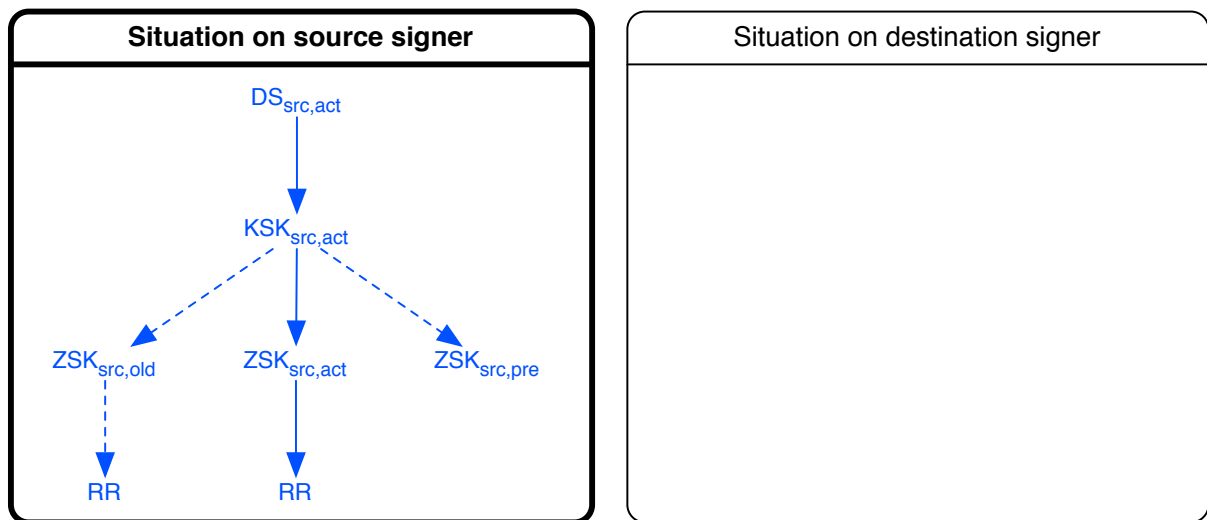 Situation on source signer
DSsrc,act
KSKsrc,act
ZSKsrc,old ZSKsrc,act ZSKsrc,pre
RR RR
Situation on destination signer